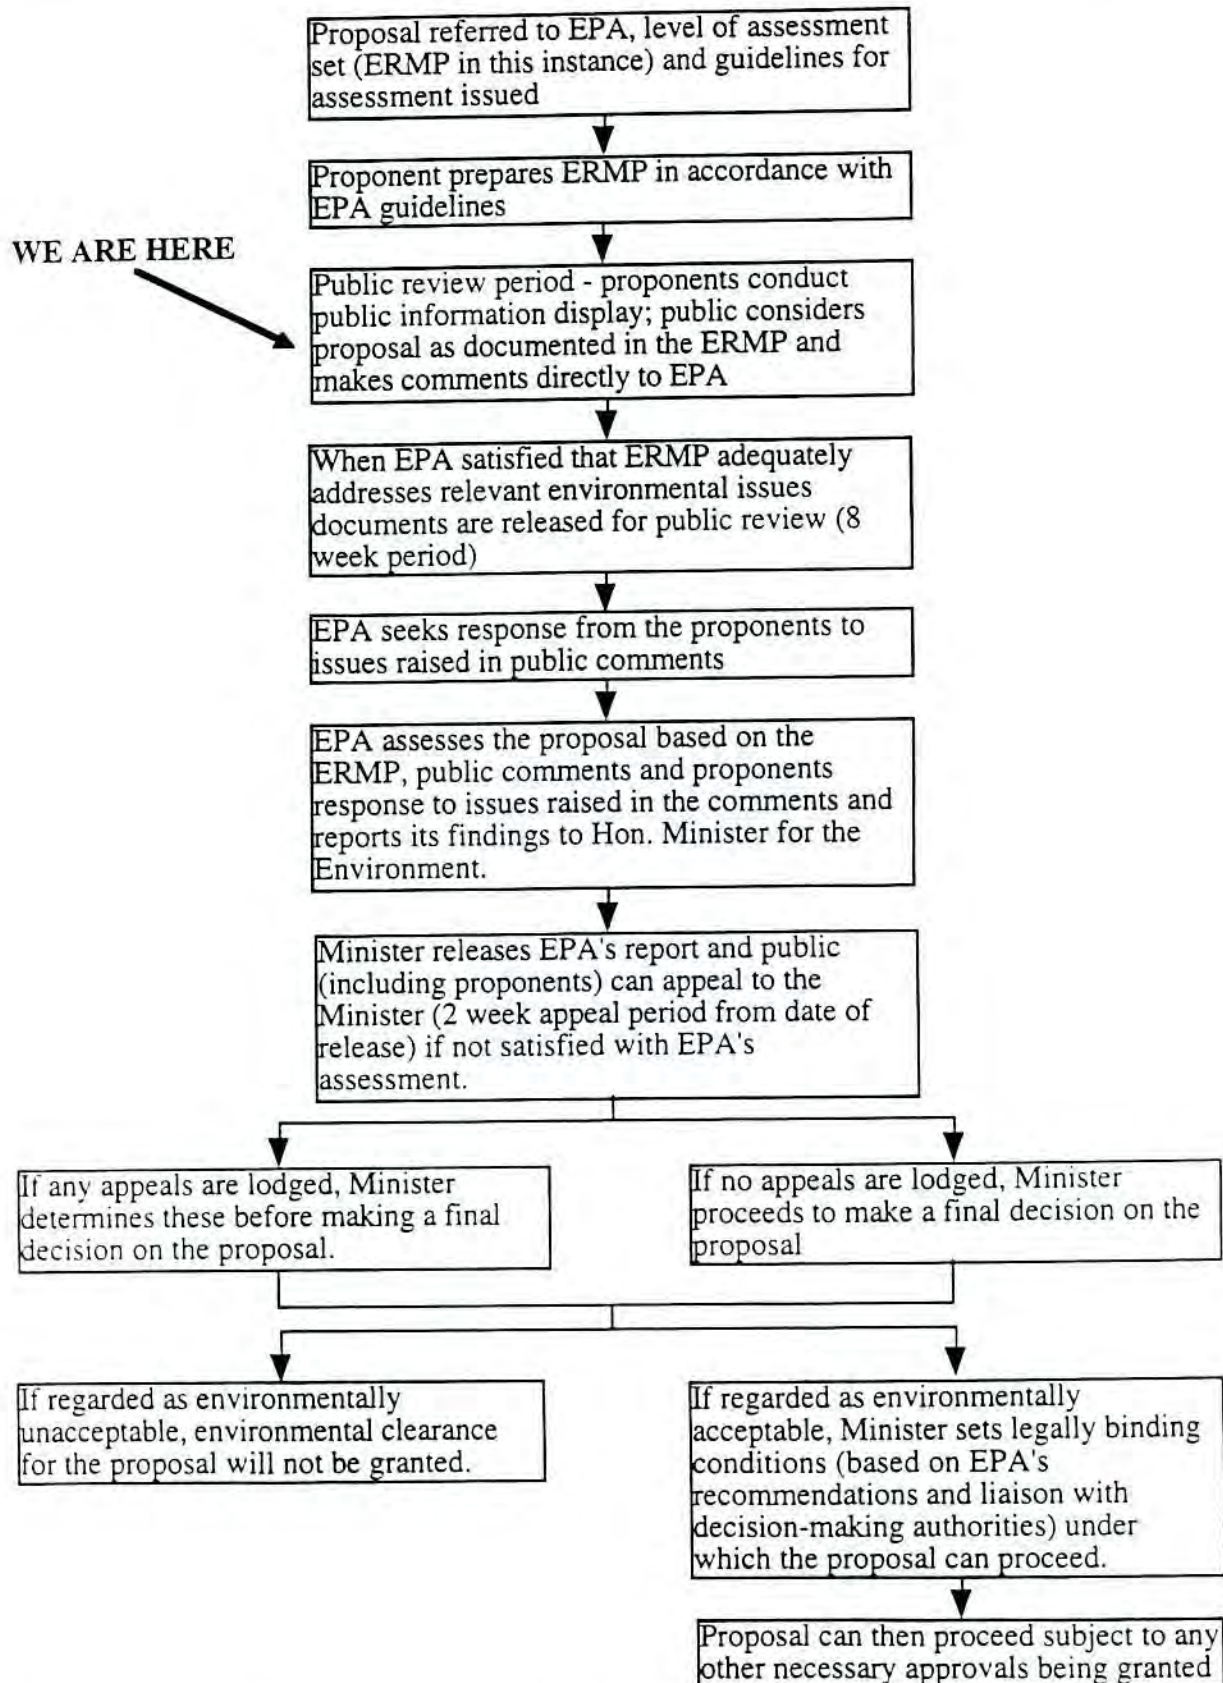 Proposal referred to EPA, level of assessment
set (ERMP in this instance) and guidelines for
assessment issued
Proponent prepares ERMP in accordance with
EPA guidelines
WE ARE HERE
Public review period - proponents conduct
public information display; public considers
proposal as documented in the ERMP and
makes comments directly to EPA
When EPA satisfied that ERMP adequately
addresses relevant environmental issues
documents are released for public review (8
week period)
EPA seeks response from the proponents to
issues raised in public comments
EPA assesses the proposal based on the
ERMP, public comments and proponents
response to issues raised in the comments and
reports its findings to Hon. Minister for the
Environment.
Minister releases EPA's report and public
(including proponents) can appeal to the
Minister (2 week appeal period from date of
release) if not satisfied with EPA's
assessment.
If any appeals are lodged, Minister
determines these before making a final
decision on the proposal.
If no appeals are lodged, Minister
proceeds to make a final decision on the
proposal
If regarded as environmentally
unacceptable, environmental clearance
for the proposal will not be granted.
If regarded as environmentally
acceptable, Minister sets legally binding
conditions (based on EPA's
recommendations and liaison with
decision-making authorities) under
which the proposal can proceed.
Proposal can then proceed subject to any
other necessary approvals being granted